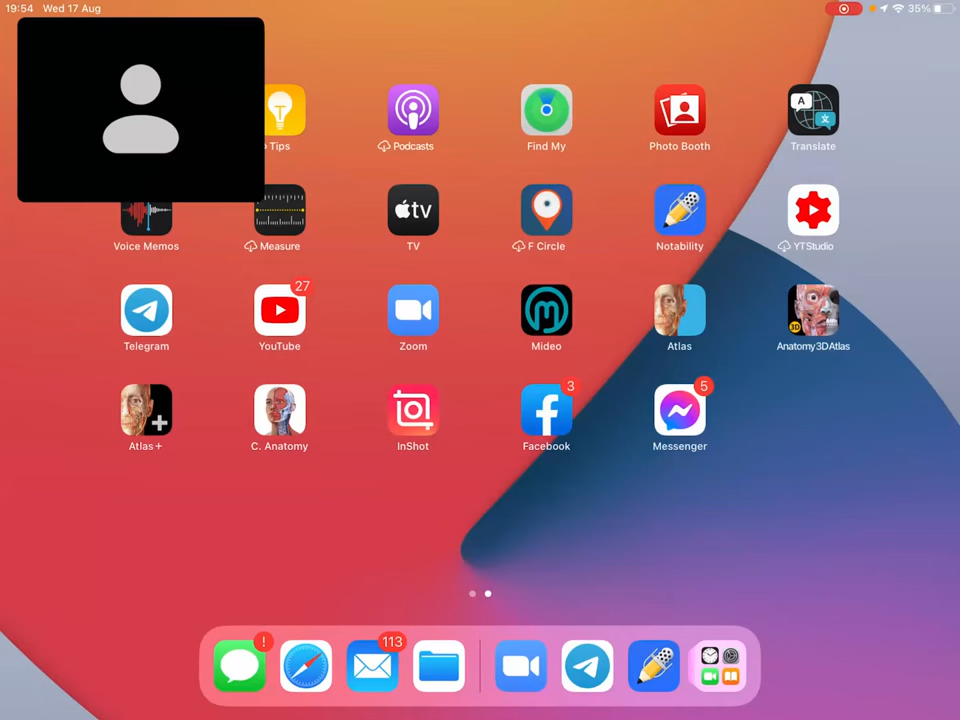 19:54 Wed 17 Aug
35%
Tips
Podcasts
Find My
Photo Booth
Translate
Voice Memos
Measure
tv
TV
F Circle
Notability
YTStudio
27
Telegram
YouTube
Zoom
Mideo
Atlas
3D
Anatomy3DAtlas
3
5
Atlas+
C. Anatomy
InShot
Facebook
Messenger
!
113